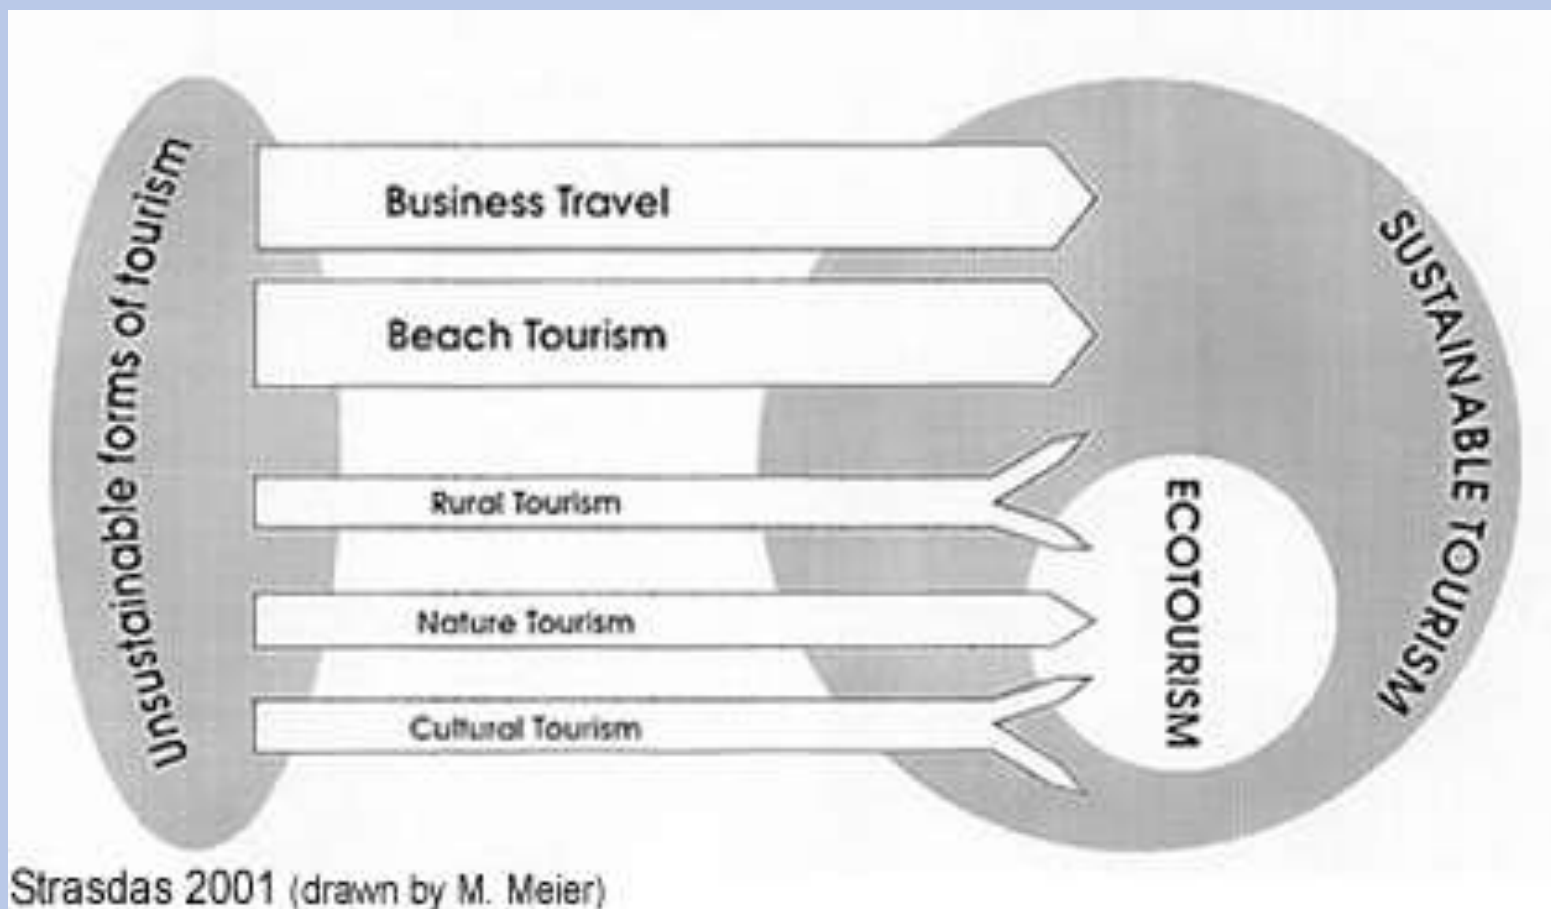 Unsustainable forms of tourism
Business Travel
Beach Tourism
Rural Tourism
Nature Tourism
Cultural Tourism
ECOTOURISM
SUSTAINABLE TOURISM
Strasdas 2001 (drawn by M. Meier)